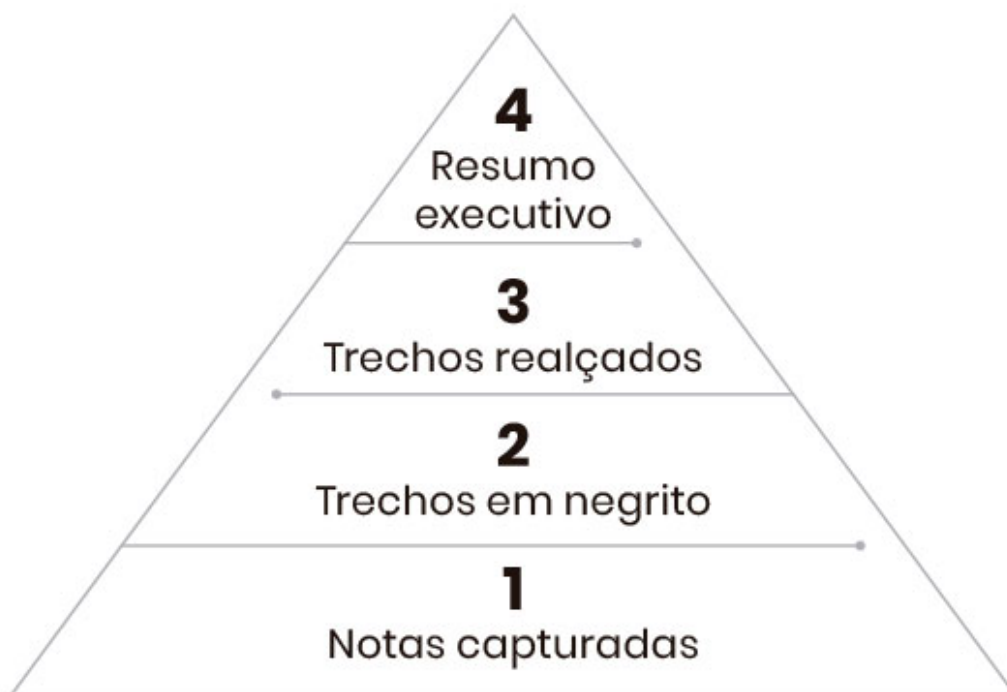 4
Resumo
executivo
3
Trechos realçados
2
Trechos em negrito
1
Notas capturadas